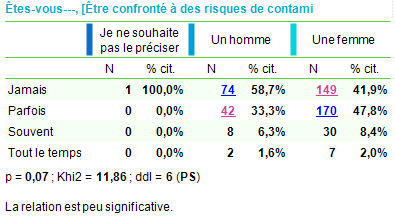 Êtes-vous---, [Être confronté à des risques de contami
Je ne souhaite pas le préciser Un homme Une femme
N % cit. N % cit. N % cit.
Jamais 1 100,0% 74 58,7% 149 41,9%
Parfois 0 0,0% 42 33,3% 170 47,8%
Souvent 0 0,0% 8 6,3% 30 8,4%
Tout le temps 0 0,0% 2 1,6% 7 2,0%
p = 0,07 ; Khi2 = 11,86 ; ddl = 6 (PS)
La relation est peu significative.